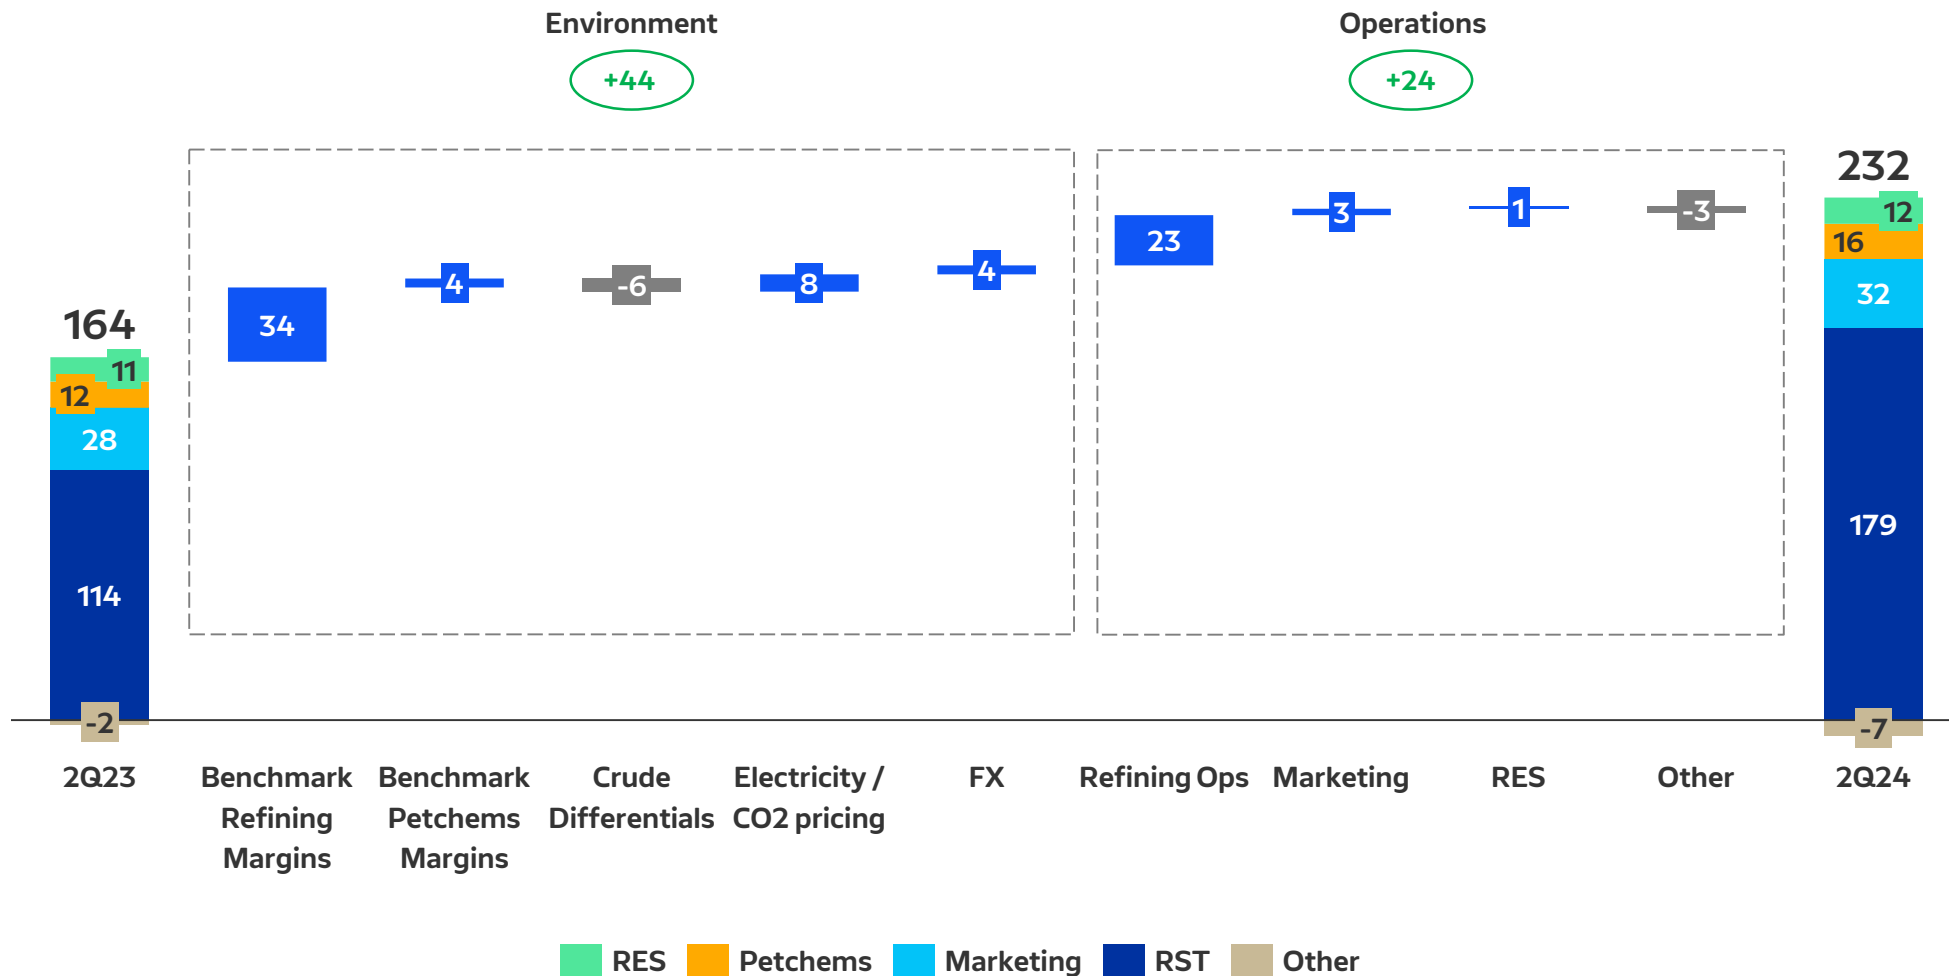 Environment
Operations
+44
+24
164
11
12
28
114
-2
34
4
-6
8
4
23
3
1
-3
232
12
16
32
179
-7
2Q23
Benchmark
Refining
Margins
Benchmark
Petchems
Margins
Crude
Differentials
Electricity /
CO2 pricing
FX
Refining Ops
Marketing
RES
Other
2Q24
RES
Petchems
Marketing
RST
Other